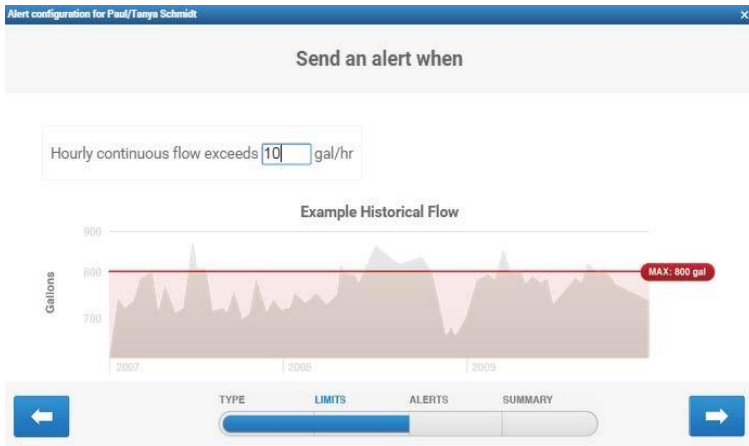 Alert configuration for Paul/Tanya Schmidt x
Send an alert when
Hourly continuous flow exceeds 10 gal/hr
Example Historical Flow
900
800
700
Gallons
MAX: 800 gal
2007 2008 2009
TYPE LIMITS ALERTS SUMMARY